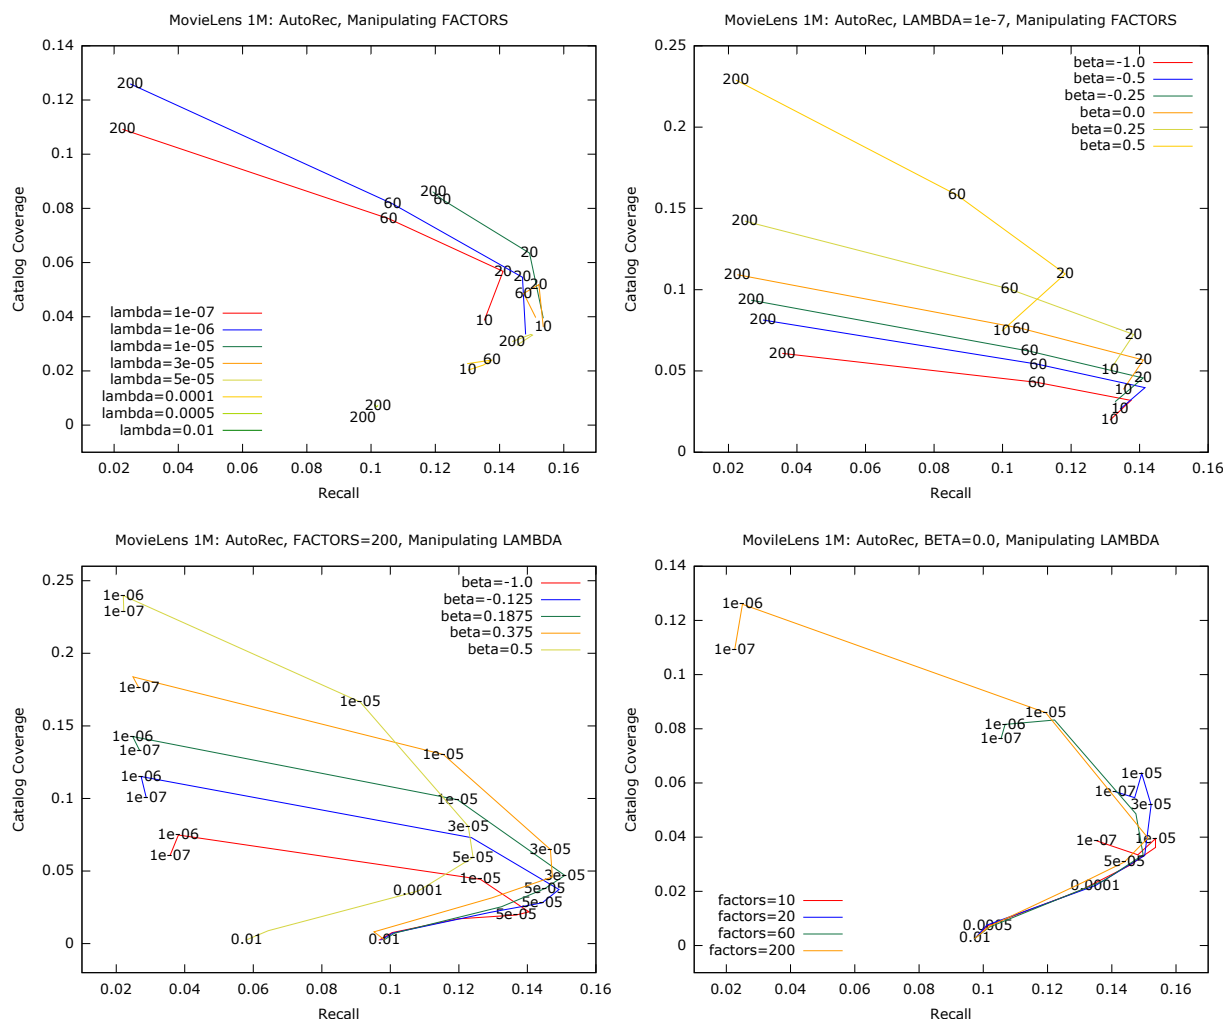 MovieLens 1M: AutoRec, Manipulating FACTORS
0.14
0.12
0.1
0.08
0.06
0.04
0.02
0
Catalog Coverage
200
200
60
60
200
60
20
20
20
20
60
10
10
200
60
10
200
200
lambda=1e-07
lambda=1e-06
lambda=1e-05
lambda=3e-05
lambda=5e-05
lambda=0.0001
lambda=0.0005
lambda=0.01
0.02 0.04 0.06 0.08 0.1 0.12 0.14 0.16
Recall
MovieLens 1M: AutoRec, LAMBDA=1e-7, Manipulating FACTORS
0.25
0.2
0.15
0.1
0.05
0
Catalog Coverage
beta=-1.0
beta=-0.5
beta=-0.25
beta=0.0
beta=0.25
beta=0.5
200
60
20
10
200
60
20
10
200
60
20
10
200
60
20
200
60
10
200
60
10
0.02 0.04 0.06 0.08 0.1 0.12 0.14 0.16
Recall
MovieLens 1M: AutoRec, FACTORS=200, Manipulating LAMBDA
0.25
0.2
0.15
0.1
0.05
0
Catalog Coverage
beta=-1.0
beta=-0.125
beta=0.1875
beta=0.375
beta=0.5
1e-06
1e-07
1e-05
1e-07
1e-05
1e-06
1e-07
1e-05
1e-06
1e-07
3e-05
3e-05
1e-06
1e-07
5e-05
3e-05
1e-05
5e-05
0.0001
5e-05
5e-05
0.01
0.01
0.02 0.04 0.06 0.08 0.1 0.12 0.14 0.16
Recall
MovileLens 1M: AutoRec, BETA=0.0, Manipulating LAMBDA
0.14
0.12
0.1
0.08
0.06
0.04
0.02
0
-0.01
Catalog Coverage
1e-06
1e-07
1e-05
1e-06
1e-07
1e-05
1e-07
3e-05
1e-07
1e-05
5e-05
0.0001
0.0005
0.01
factors=10
factors=20
factors=60
factors=200
0.02 0.04 0.06 0.08 0.1 0.12 0.14 0.16
Recall